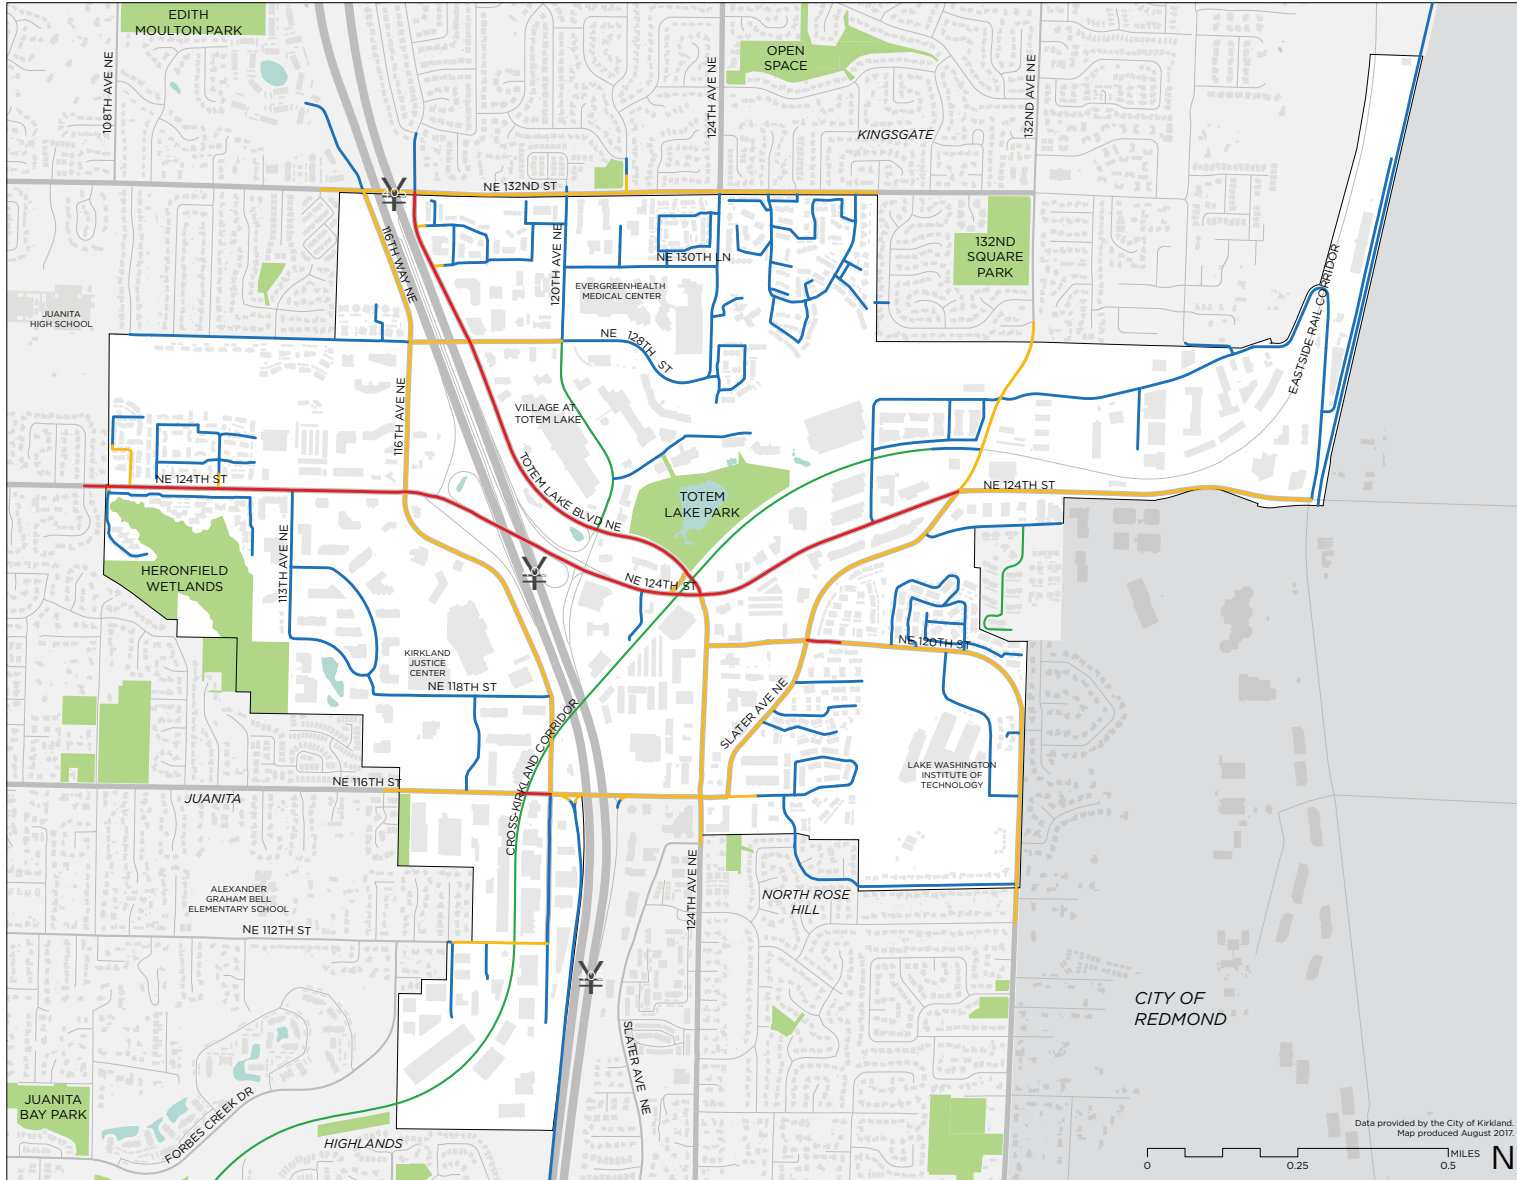 EDITH
MOULTON PARK
108TH AVE NE
124TH AVE NE
OPEN
SPACE
132ND AVE NE
KINGSGATE
NE 132ND ST
116TH WAY NE
120TH AVE NE
NE 130TH LN
132ND
SQUARE
PARK
EVERGREENHEALTH
MEDICAL CENTER
JUANITA
HIGH SCHOOL
NE 128TH ST
EASTSIDE RAIL CORRIDOR
116TH AVE NE
VILLAGE AT
TOTEM LAKE
TOTEM LAKE BLVD NE
NE 124TH ST
TOTEM
LAKE PARK
NE 124TH ST
113TH AVE NE
HERONFIELD
WETLANDS
NE 124TH ST
NE 120TH ST
KIRKLAND
JUSTICE
CENTER
NE 118TH ST
SLATER AVE NE
CROSS-KIRKLAND CORRIDOR
LAKE WASHINGTON
INSTITUTE OF
TECHNOLOGY
NE 116TH ST
JUANITA
124TH AVE NE
ALEXANDER
GRAHAM BELL
ELEMENTARY SCHOOL
NORTH ROSE
HILL
NE 112TH ST
CITY OF
REDMOND
SLATER AVE NE
JUANITA
BAY PARK
FORBES CREEK DR
HIGHLANDS
Data provided by the City of Kirkland.
Map produced August 2017.
MILES
N
0
0.25
0.5